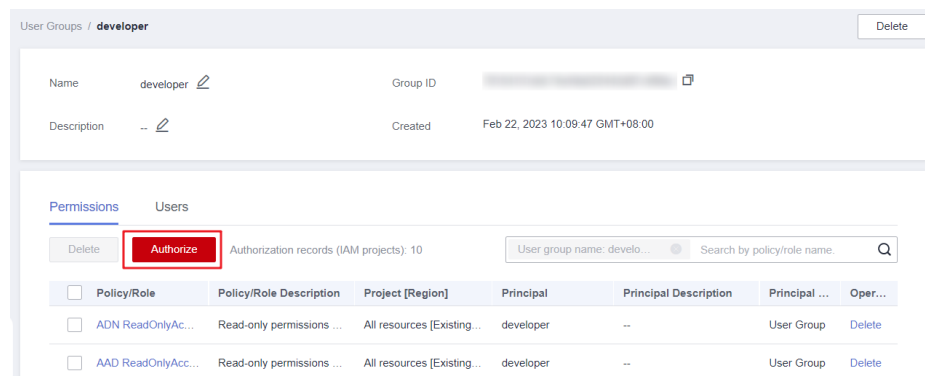 User Groups / developer
Delete
Name developer Group ID
Description -- Created Feb 22, 2023 10:09:47 GMT+08:00
Permissions Users
Delete Authorize Authorization records (IAM projects): 10 User group name: develo... Search by policy/role name.
Policy/Role Policy/Role Description Project [Region] Principal Principal Description Principal ... Oper...
ADN ReadOnlyAc... Read-only permissions ... All resources [Existing... developer -- User Group Delete
AAD ReadOnlyAcc... Read-only permissions ... All resources [Existing... developer -- User Group Delete